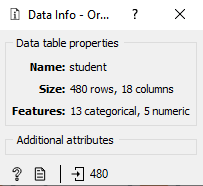 Data Info - Or... ? ×
Data table properties
Name: student
Size: 480 rows, 18 columns
Features: 13 categorical, 5 numeric
Additional attributes
? 480